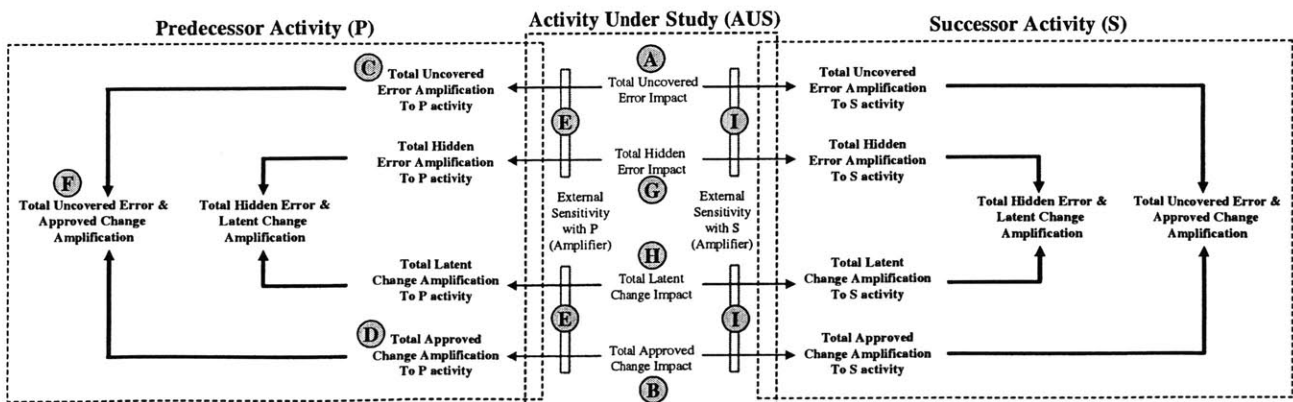 Predecessor Activity (P)
Activity Under Study (AUS)
Successor Activity (S)
C
Total Uncovered
Error Amplification
To P activity
A
Total Uncovered
Error Impact
Total Uncovered
Error Amplification
To S activity
E
I
Total Hidden
Error Amplification
To P activity
Total Hidden
Error Impact
G
Total Hidden
Error Amplification
To S activity
F
Total Uncovered Error &
Approved Change
Amplification
Total Hidden Error &
Latent Change
Amplification
External
Sensitivity
with P
(Amplifier)
External
Sensitivity
with S
(Amplifier)
Total Hidden Error &
Latent Change
Amplification
Total Uncovered Error &
Approved Change
Amplification
H
Total Latent
Change Amplification
To P activity
Total Latent
Change Impact
Total Latent
Change Amplification
To S activity
E
I
D
Total Approved
Change Amplification
To P activity
Total Approved
Change Impact
B
Total Approved
Change Amplification
To S activity